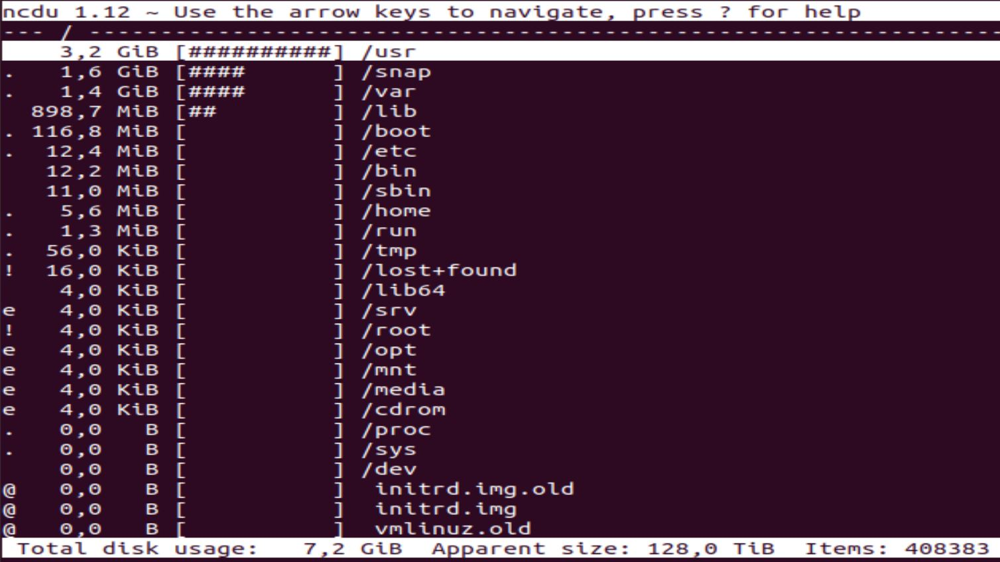 ncdu 1.12 ~ Use the arrow keys to navigate, press ? for help
--- / ----------------------------------------------------------------
    3,2 GiB [##########] /usr
.   1,6 GiB [####      ] /snap
.   1,4 GiB [####      ] /var
  898,7 MiB [##        ] /lib
. 116,8 MiB [          ] /boot
.  12,4 MiB [          ] /etc
   12,2 MiB [          ] /bin
   11,0 MiB [          ] /sbin
.   5,6 MiB [          ] /home
.   1,3 MiB [          ] /run
.  56,0 KiB [          ] /tmp
!  16,0 KiB [          ] /lost+found
    4,0 KiB [          ] /lib64
e   4,0 KiB [          ] /srv
!   4,0 KiB [          ] /root
e   4,0 KiB [          ] /opt
e   4,0 KiB [          ] /mnt
e   4,0 KiB [          ] /media
e   4,0 KiB [          ] /cdrom
.   0,0   B [          ] /proc
.   0,0   B [          ] /sys
    0,0   B [          ] /dev
@   0,0   B [          ]  initrd.img.old
@   0,0   B [          ]  initrd.img
@   0,0   B [          ]  vmlinuz.old
 Total disk usage:   7,2 GiB  Apparent size: 128,0 TiB  Items: 408383